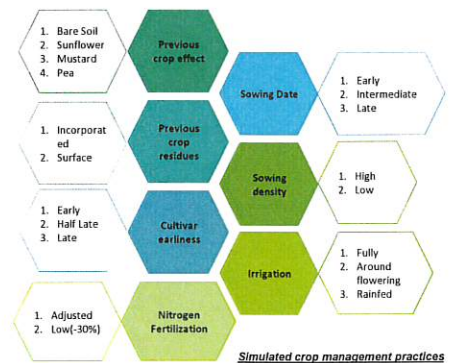 1. Bare Soil
2. Sunflower
3. Mustard
4. Pea
Previous
crop effect
Sowing Date
1. Early
2. Intermediate
3. Late
1. Incorporat
ed
2. Surface
Previous
crop
residues
Sowing
density
1. High
2. Low
1. Early
2. Half Late
3. Late
Cultivar
earliness
Irrigation
1. Fully
2. Around
flowering
3. Rainfed
1. Adjusted
2. Low(-30%)
Nitrogen
Fertilization
Simulated crop management practices